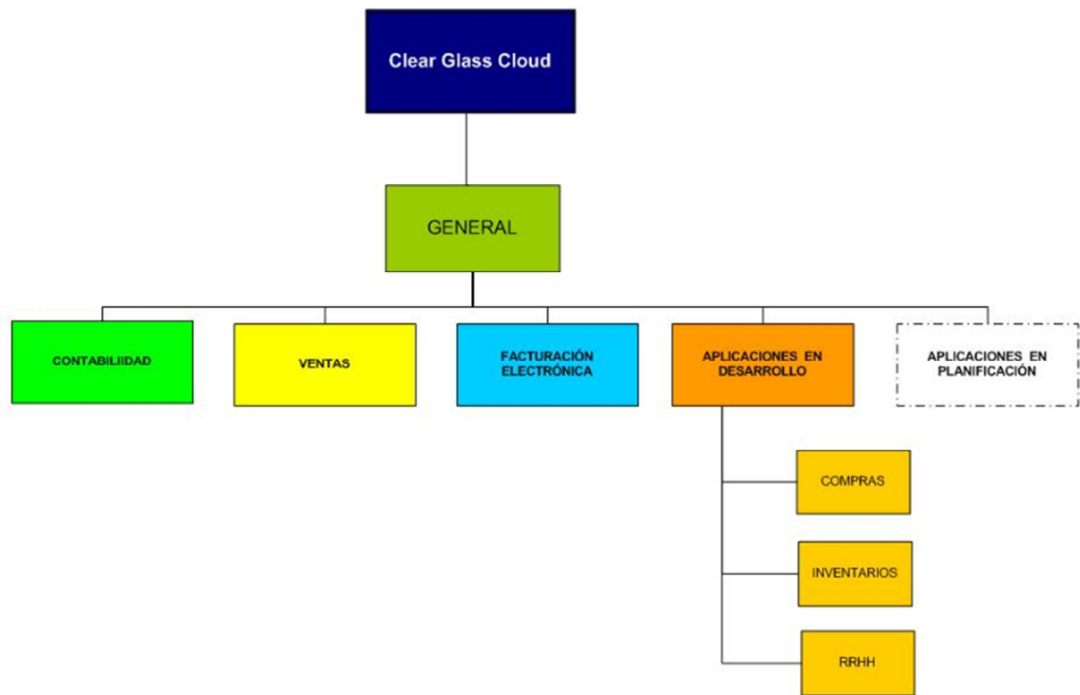 Clear Glass Cloud
GENERAL
CONTABILIIDAD
VENTAS
FACTURACIÓN
ELECTRÓNICA
APLICACIONES EN
DESARROLLO
APLICACIONES EN
PLANIFICACIÓN
COMPRAS
INVENTARIOS
RRHH